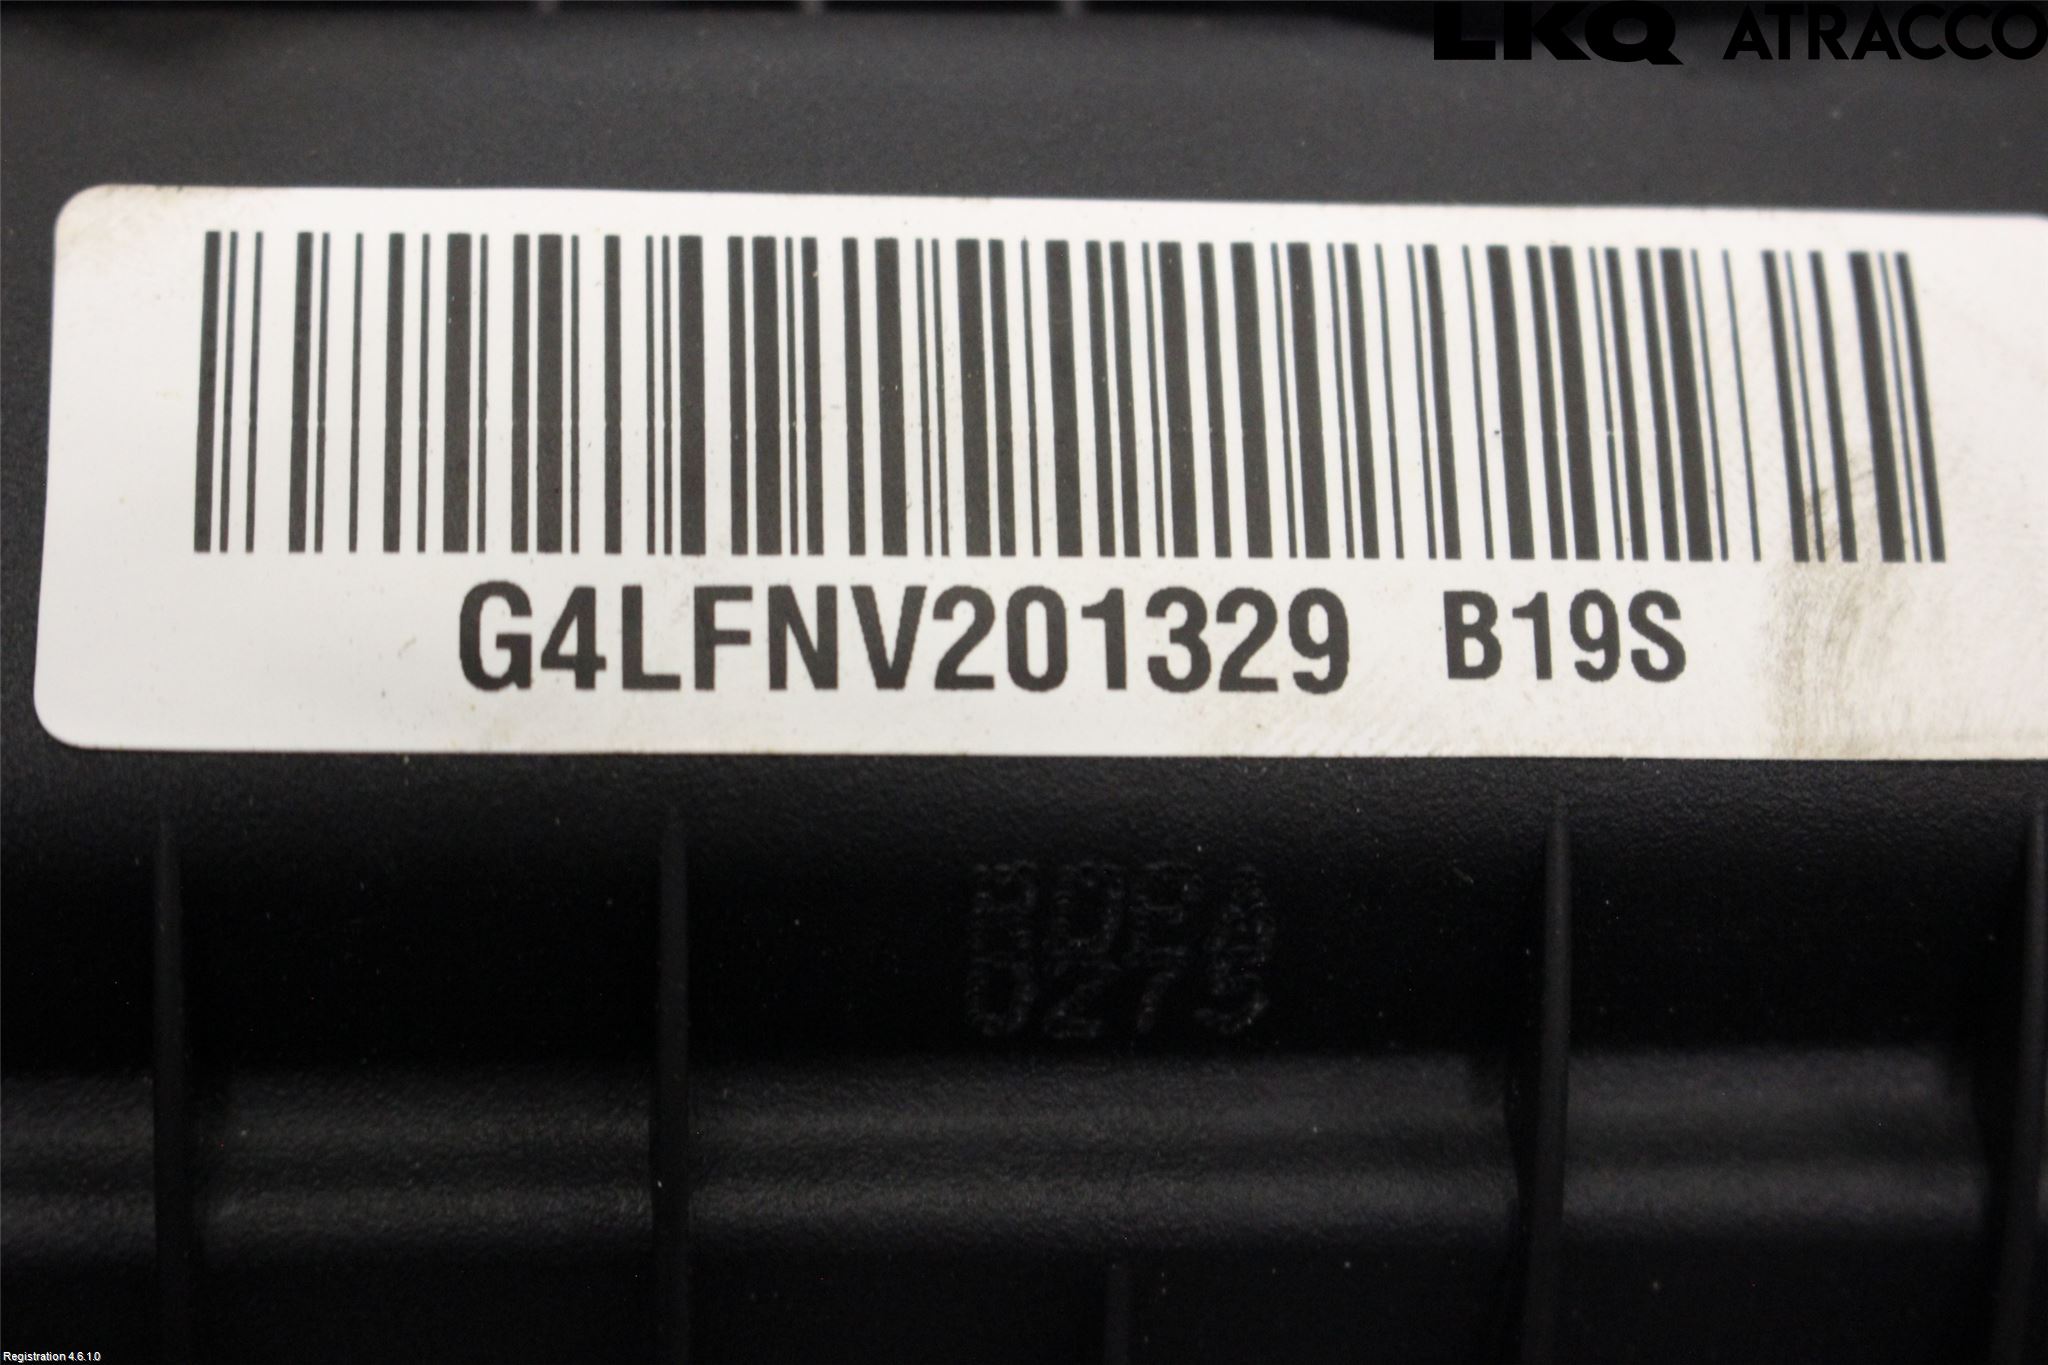 LKQ ATRACCO
G4LFNV201329 B19S
Registration 4.6.1.0